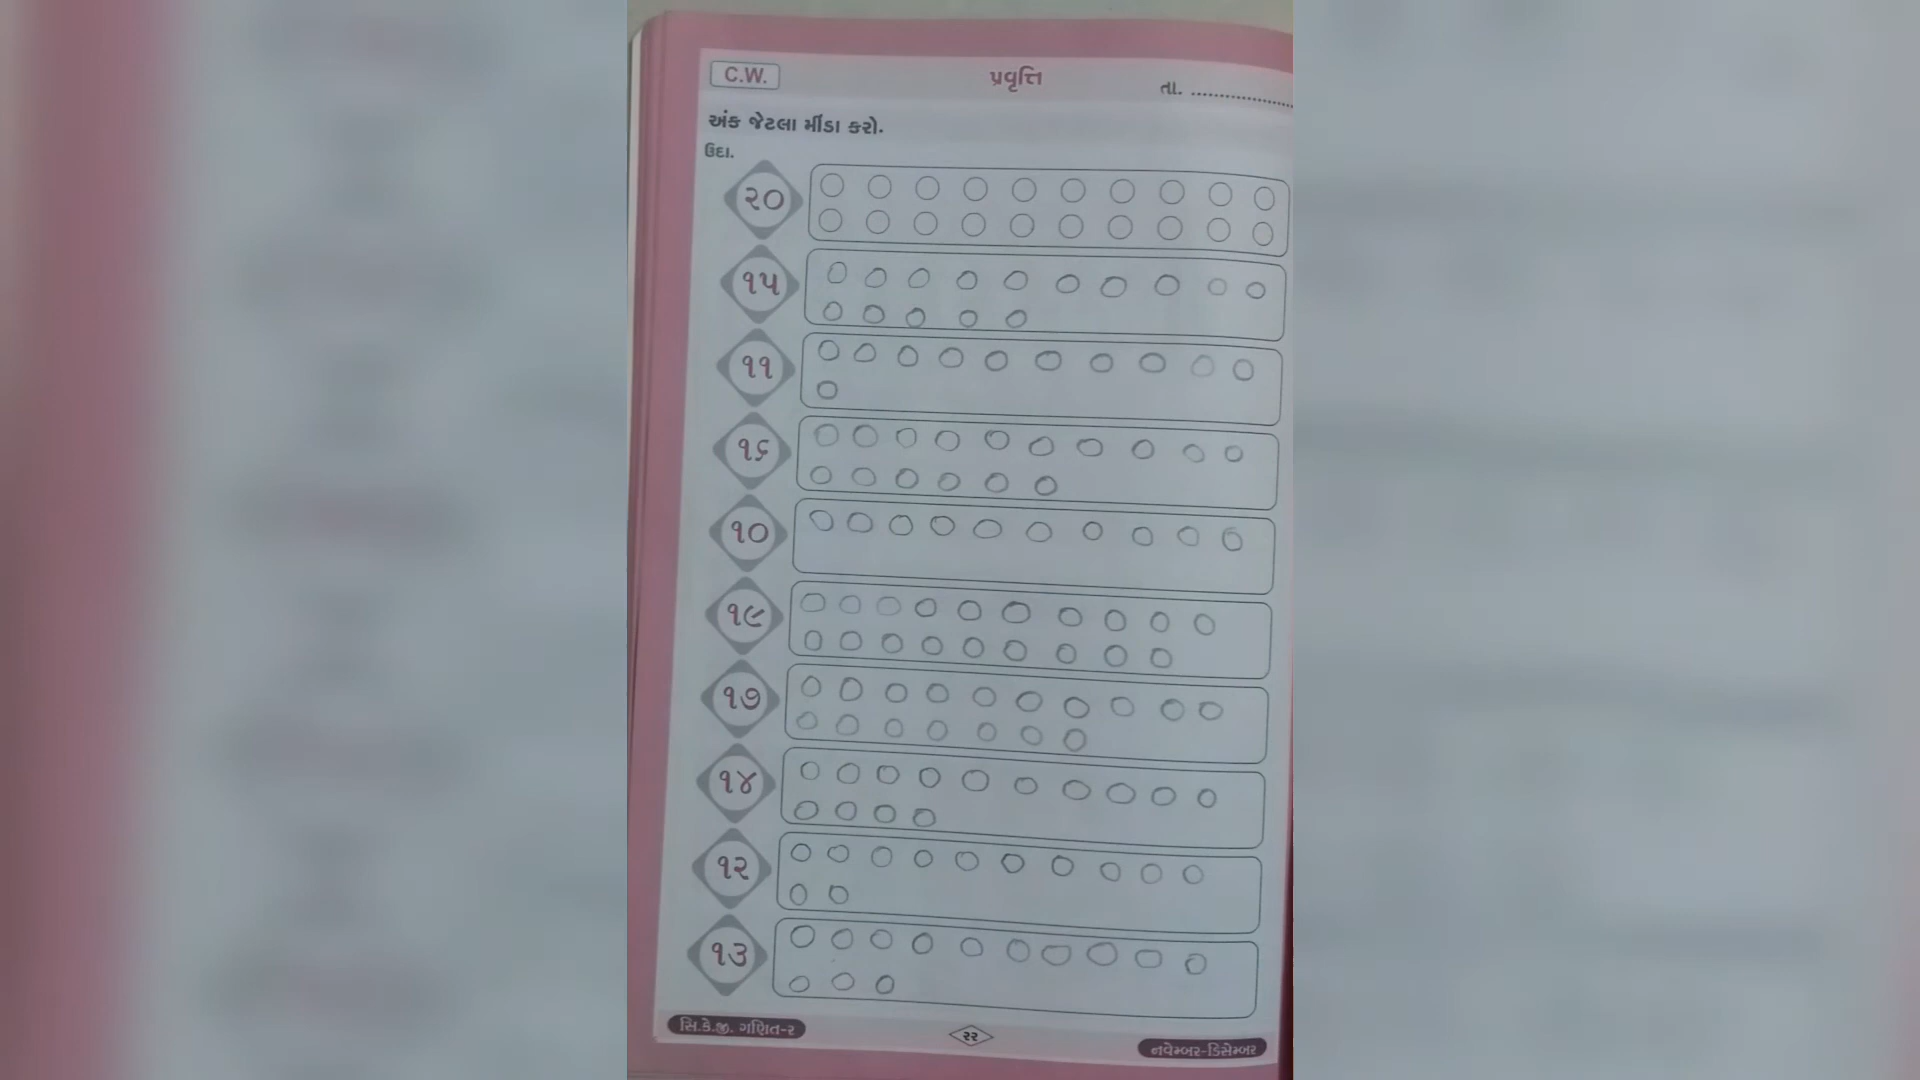 C.W.
પ્રવૃત્તિ
તા. ....................
અંક જેટલા મીંડા કરો.
ઉદા.
૨૦
૧૫
૧૧
૧૬
૧૦
૧૯
૧૭
૧૪
૧૨
૧૩
સિ.કે.જી. ગણિત-૨
૨૨
નવેમ્બર-ડિસેમ્બર